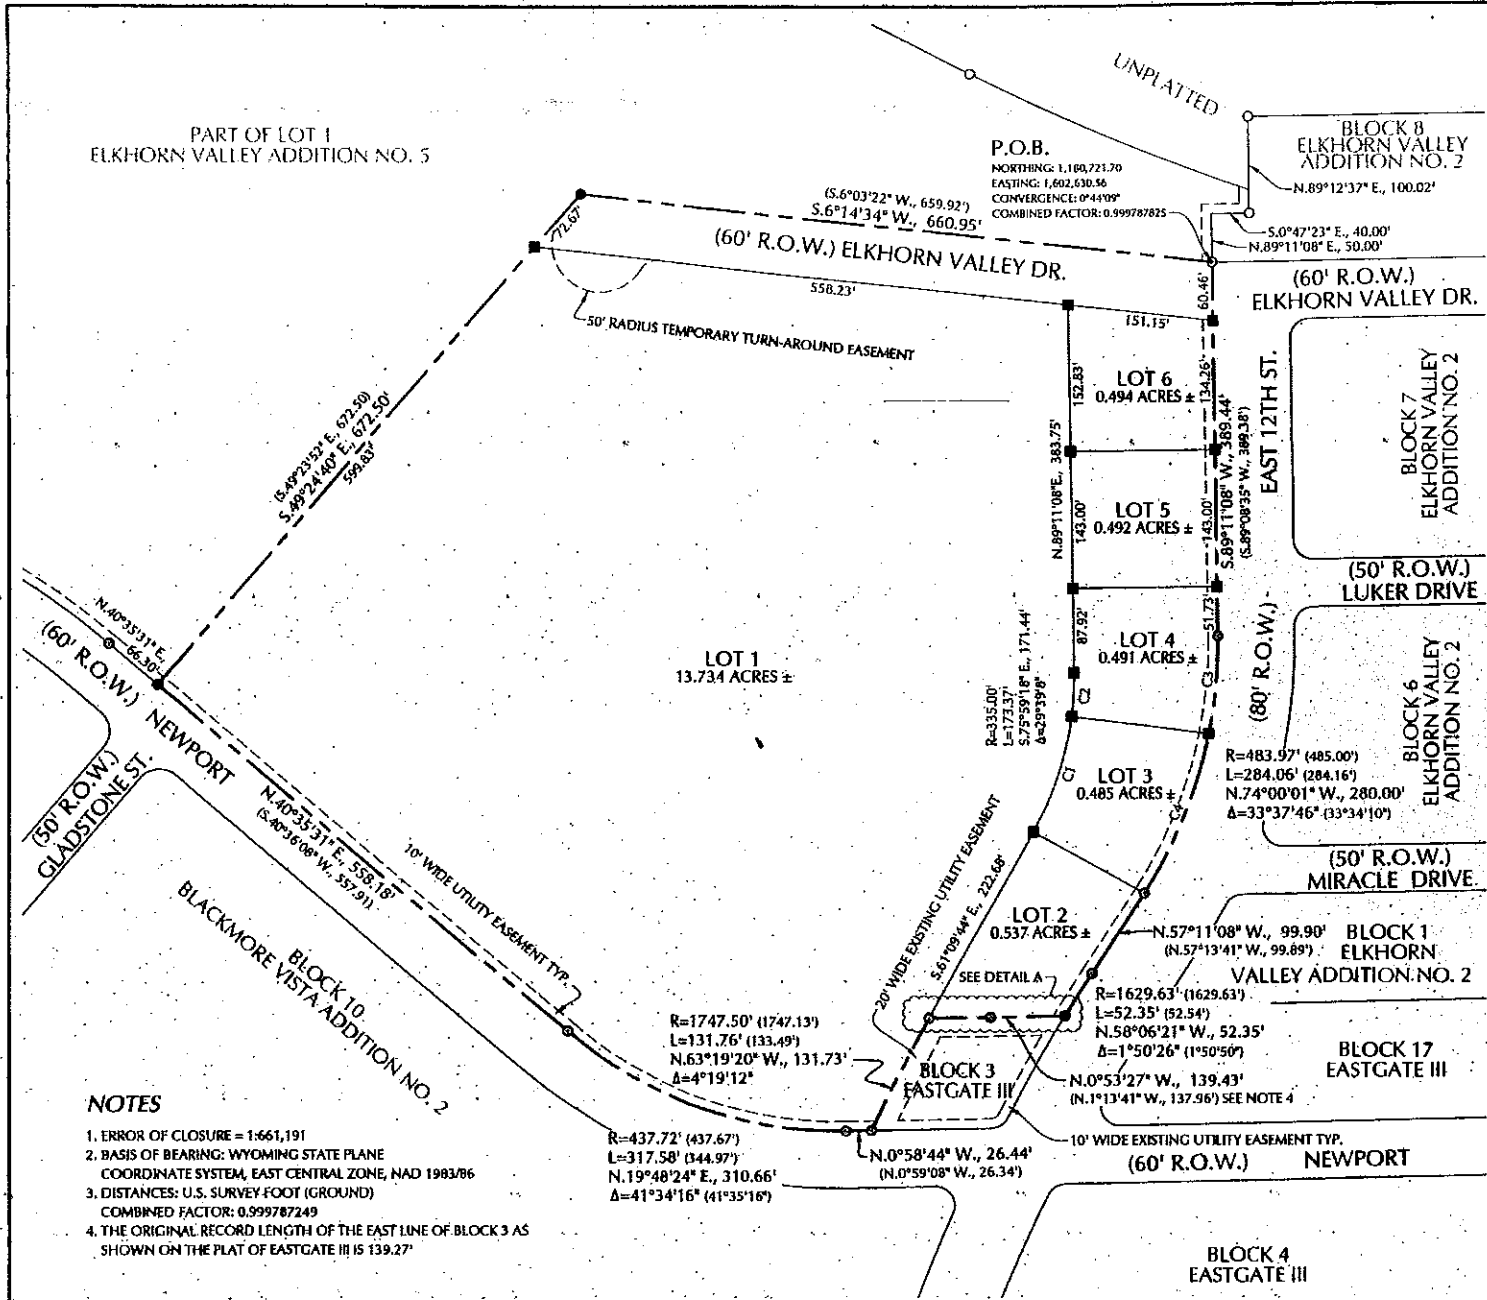 UNPLATTED
PART OF LOT 1
ELKHORN VALLEY ADDITION NO. 5
P.O.B.
NORTHING: 1,180,721.70
EASTING: 1,602,630.56
CONVERGENCE: 0°44'09"
COMBINED FACTOR: 0.999787825
BLOCK 8
ELKHORN VALLEY
ADDITION NO. 2
N.89°12'37" E., 100.02'
S.0°47'23" E., 40.00'
N.89°11'08" E., 50.00'
(S.6°03'22" W., 659.92')
S.6°14'34" W., 660.95'
(60' R.O.W.) ELKHORN VALLEY DR.
72.67'
558.23'
151.15'
60.46'
50' RADIUS TEMPORARY TURN-AROUND EASEMENT
(60' R.O.W.)
ELKHORN VALLEY DR.
(S.49°23'52" E., 672.50)
S.49°24'40" E., 672.50'
599.83'
152.83'
LOT 6
0.494 ACRES ±
134.26'
N.89°11'08"E., 383.75'
143.00'
LOT 5
0.492 ACRES ±
143.00'
S.89°11'08" W., 389.44'
(S.89°08'35" W., 389.38')
EAST 12TH ST.
(80' R.O.W.)
BLOCK 7
ELKHORN VALLEY
ADDITION NO. 2
(50' R.O.W.)
LUKER DRIVE
87.92'
LOT 4
0.491 ACRES ±
51.73'
C3
C2
R=335.00'
L=173.37'
S.75°59'18" E., 171.44'
Δ=29°39'8"
LOT 1
13.734 ACRES ±
BLOCK 6
ELKHORN VALLEY
ADDITION NO. 2
N.40°35'31" E.,
66.30'
(60' R.O.W.) NEWPORT
(50' R.O.W.)
GLADSTONE ST.
C1
LOT 3
0.485 ACRES ±
C4
R=483.97' (485.00')
L=284.06' (284.16')
N.74°00'01" W., 280.00'
Δ=33°37'46" (33°34'10")
(50' R.O.W.)
MIRACLE DRIVE
N.40°35'31" E., 558.18'
(S.40°36'08" W., 557.91)
10' WIDE UTILITY EASEMENT TYP.
BLOCK 10
BLACKMORE VISTA ADDITION NO. 2
20' WIDE EXISTING UTILITY EASEMENT
S.61°09'44" E., 222.68'
LOT 2
0.537 ACRES ±
N.57°11'08" W., 99.90'
(N.57°13'41" W., 99.89')
BLOCK 1
ELKHORN
VALLEY ADDITION NO. 2
SEE DETAIL A
R=1629.63' (1629.63')
L=52.35' (52.54')
N.58°06'21" W., 52.35'
Δ=1°50'26" (1°50'50")
R=1747.50' (1747.13')
L=131.76' (133.49')
N.63°19'20" W., 131.73'
Δ=4°19'12"
BLOCK 3
EASTGATE III
N.0°53'27" W., 139.43'
(N.1°13'41" W., 137.96') SEE NOTE 4
BLOCK 17
EASTGATE III
10' WIDE EXISTING UTILITY EASEMENT TYP.
(60' R.O.W.) NEWPORT
R=437.72' (437.67')
L=317.58' (344.97')
N.19°48'24" E., 310.66'
Δ=41°34'16" (41°35'16")
N.0°58'44" W., 26.44'
(N.0°59'08" W., 26.34')
BLOCK 4
EASTGATE III
NOTES
1. ERROR OF CLOSURE = 1:661,191
2. BASIS OF BEARING: WYOMING STATE PLANE
COORDINATE SYSTEM, EAST CENTRAL ZONE, NAD 1983/86
3. DISTANCES: U.S. SURVEY FOOT (GROUND)
COMBINED FACTOR: 0.999787249
4. THE ORIGINAL RECORD LENGTH OF THE EAST LINE OF BLOCK 3 AS
SHOWN ON THE PLAT OF EASTGATE III IS 139.27'